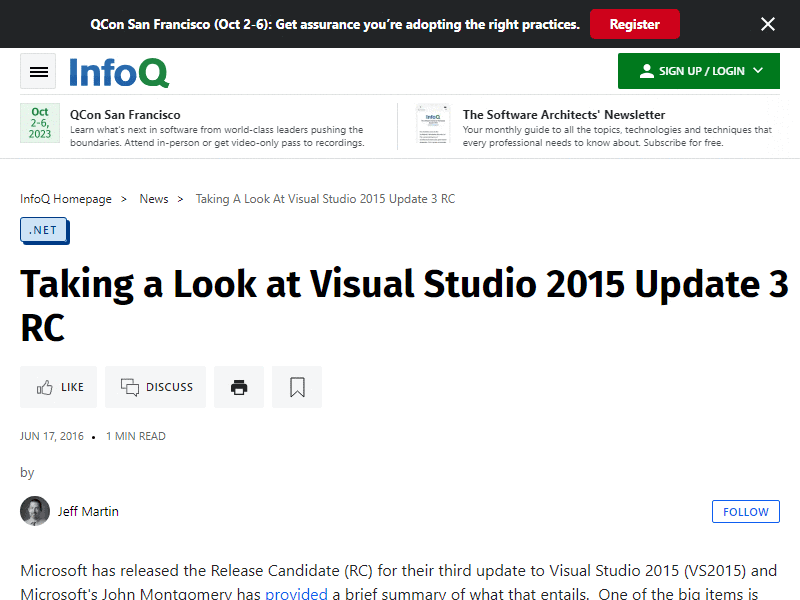 QCon San Francisco (Oct 2-6): Get assurance you're adopting the right practices.
Register
InfoQ
SIGN UP / LOGIN
Oct
2-6,
2023
QCon San Francisco
Learn what's next in software from world-class leaders pushing the
boundaries. Attend in-person or get video-only pass to recordings.
InfoQ
The Software Architects' Newsletter
Your monthly guide to all the topics, technologies and techniques that
every professional needs to know about. Subscribe for free.
InfoQ Homepage > News > Taking A Look At Visual Studio 2015 Update 3 RC
.NET
Taking a Look at Visual Studio 2015 Update 3
RC
LIKE
DISCUSS
JUN 17, 2016 • 1 MIN READ
by
Jeff Martin
FOLLOW
Microsoft has released the Release Candidate (RC) for their third update to Visual Studio 2015 (VS2015) and
Microsoft's John Montgomery has provided a brief summary of what that entails. One of the big items is